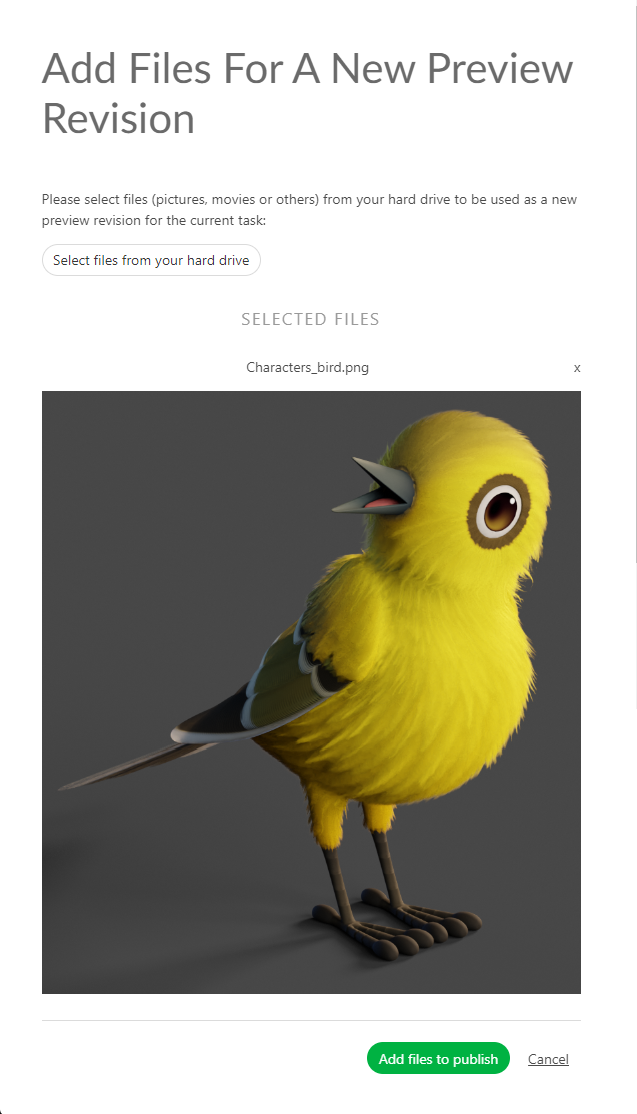 Add Files For A New Preview
Revision
Please select files (pictures, movies or others) from your hard drive to be used as a new
preview revision for the current task:
Select files from your hard drive
SELECTED FILES
Characters_bird.png x
Add files to publish Cancel